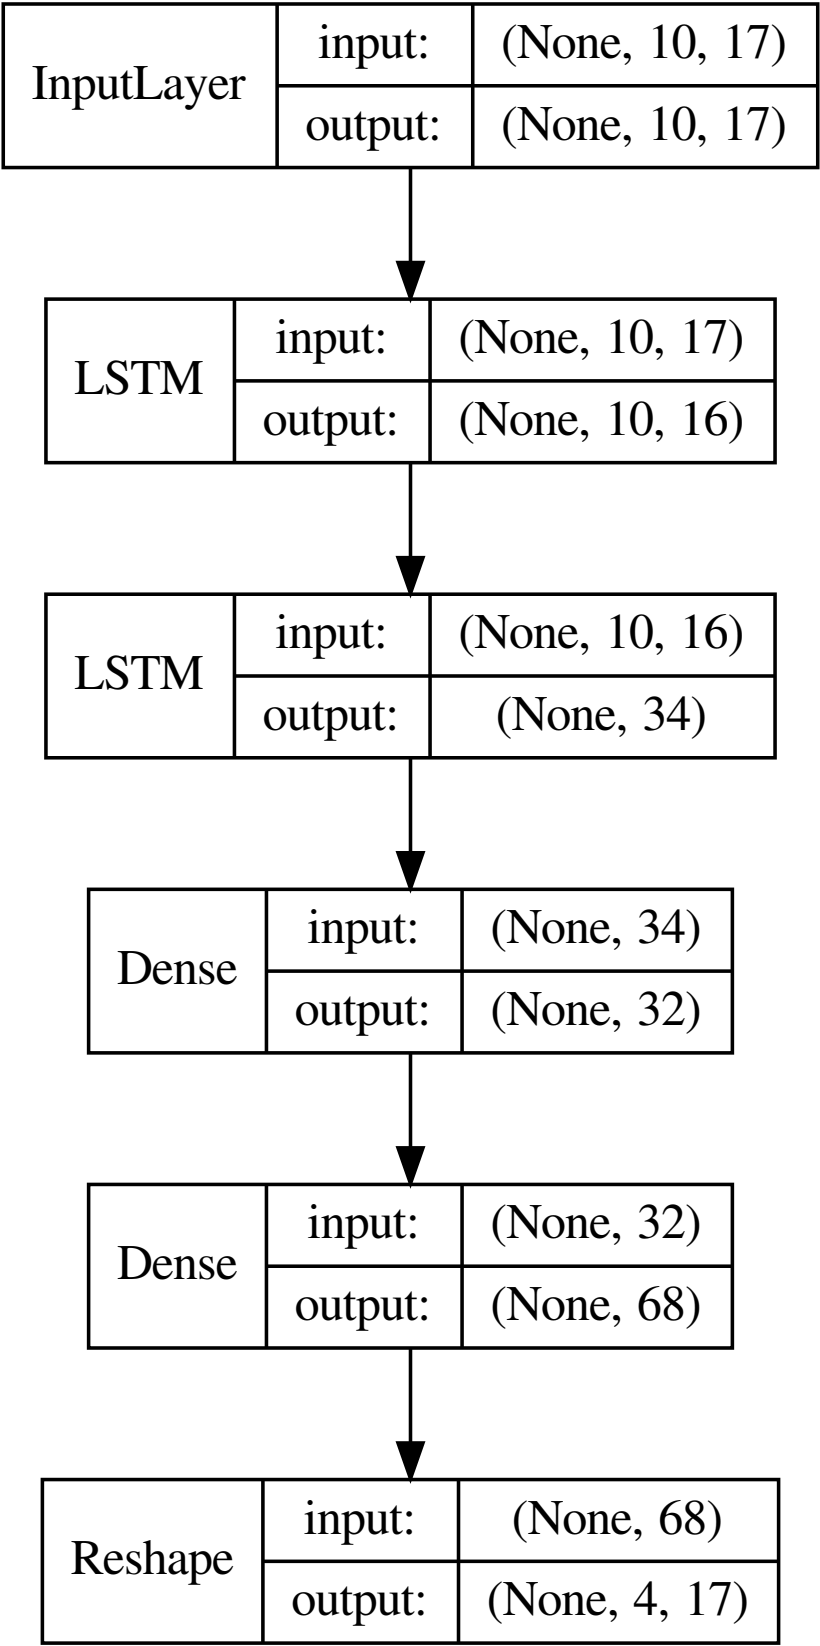 InputLayer
input:
(None, 10, 17)
output:
(None, 10, 17)
LSTM
input:
(None, 10, 17)
output:
(None, 10, 16)
LSTM
input:
(None, 10, 16)
output:
(None, 34)
Dense
input:
(None, 34)
output:
(None, 32)
Dense
input:
(None, 32)
output:
(None, 68)
Reshape
input:
(None, 68)
output:
(None, 4, 17)